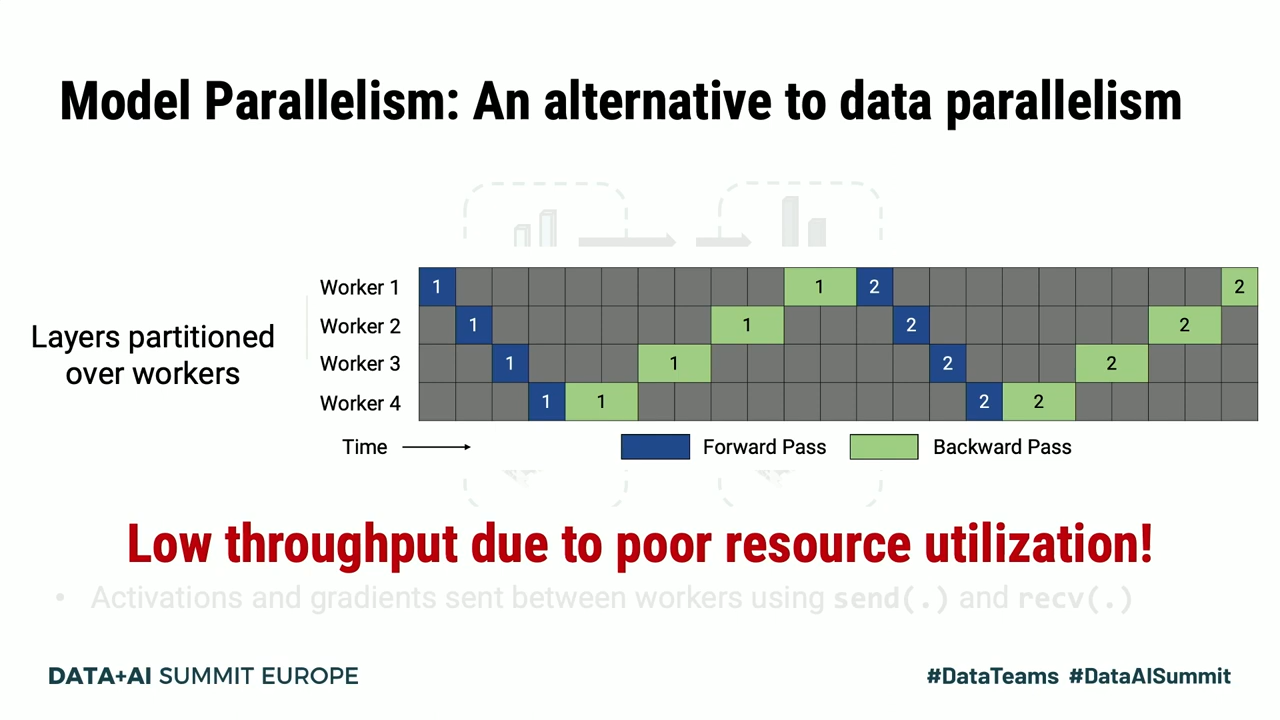 Model Parallelism: An alternative to data parallelism
Layers partitioned
over workers
Worker 1 1 1 2 2
Worker 2 1 1 2 2
Worker 3 1 1 2 2
Worker 4 1 1 2 2
Time Forward Pass Backward Pass
Low throughput due to poor resource utilization!
• Activations and gradients sent between workers using send(.) and recv(.)
DATA+AI SUMMIT EUROPE
#DataTeams #DataAISummit